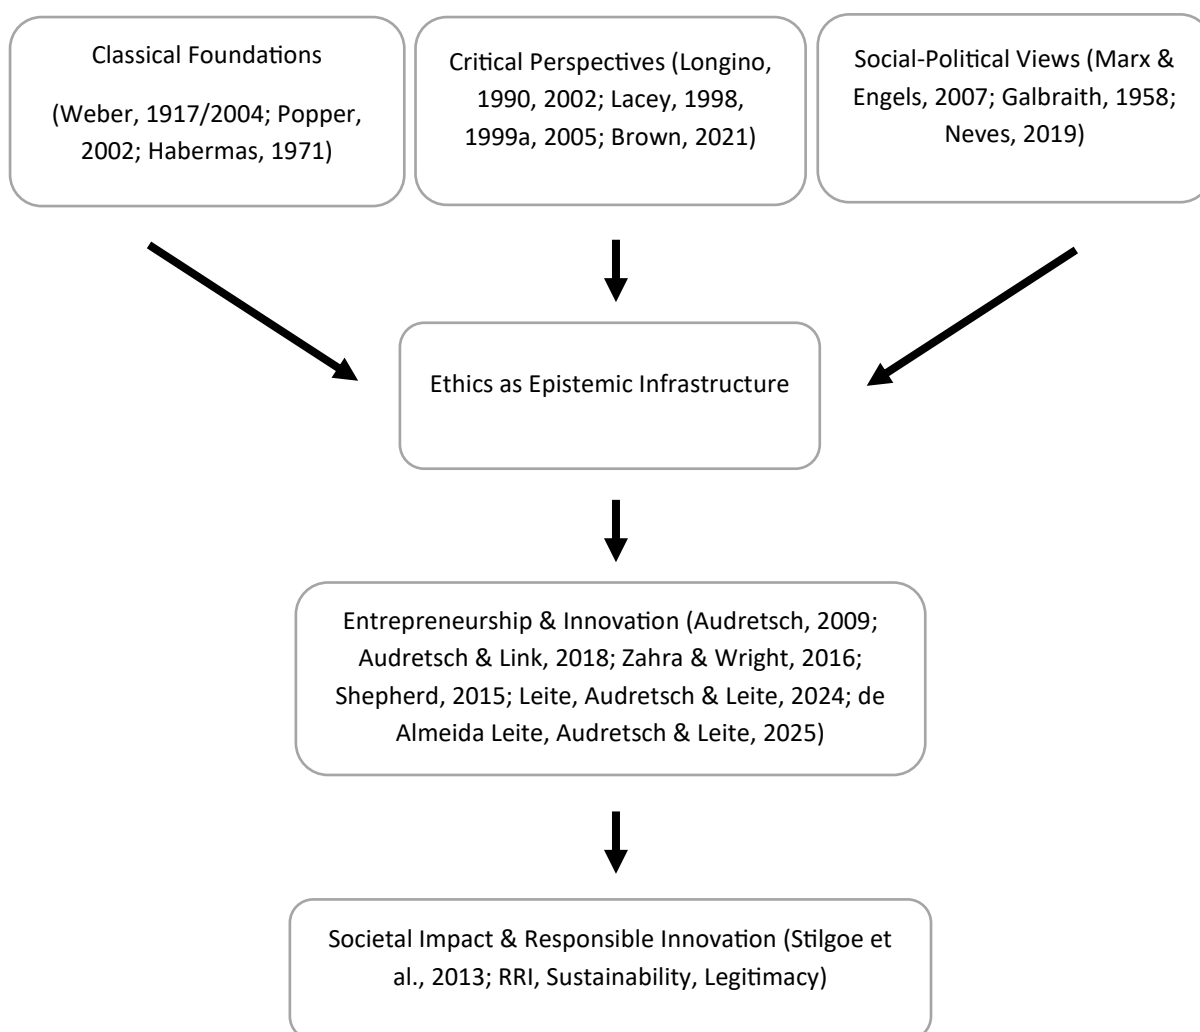 Classical Foundations
(Weber, 1917/2004; Popper,
2002; Habermas, 1971)
Critical Perspectives (Longino,
1990, 2002; Lacey, 1998,
1999a, 2005; Brown, 2021)
Social-Political Views (Marx &
Engels, 2007; Galbraith, 1958;
Neves, 2019)
Ethics as Epistemic Infrastructure
Entrepreneurship & Innovation (Audretsch, 2009;
Audretsch & Link, 2018; Zahra & Wright, 2016;
Shepherd, 2015; Leite, Audretsch & Leite, 2024; de
Almeida Leite, Audretsch & Leite, 2025)
Societal Impact & Responsible Innovation (Stilgoe et
al., 2013; RRI, Sustainability, Legitimacy)